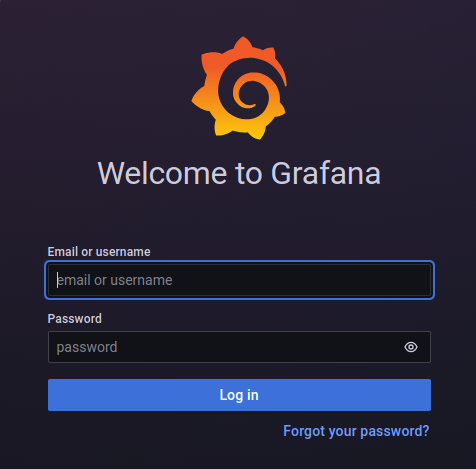 Welcome to Grafana
Email or username
email or username
Password
password
Log in
Forgot your password?